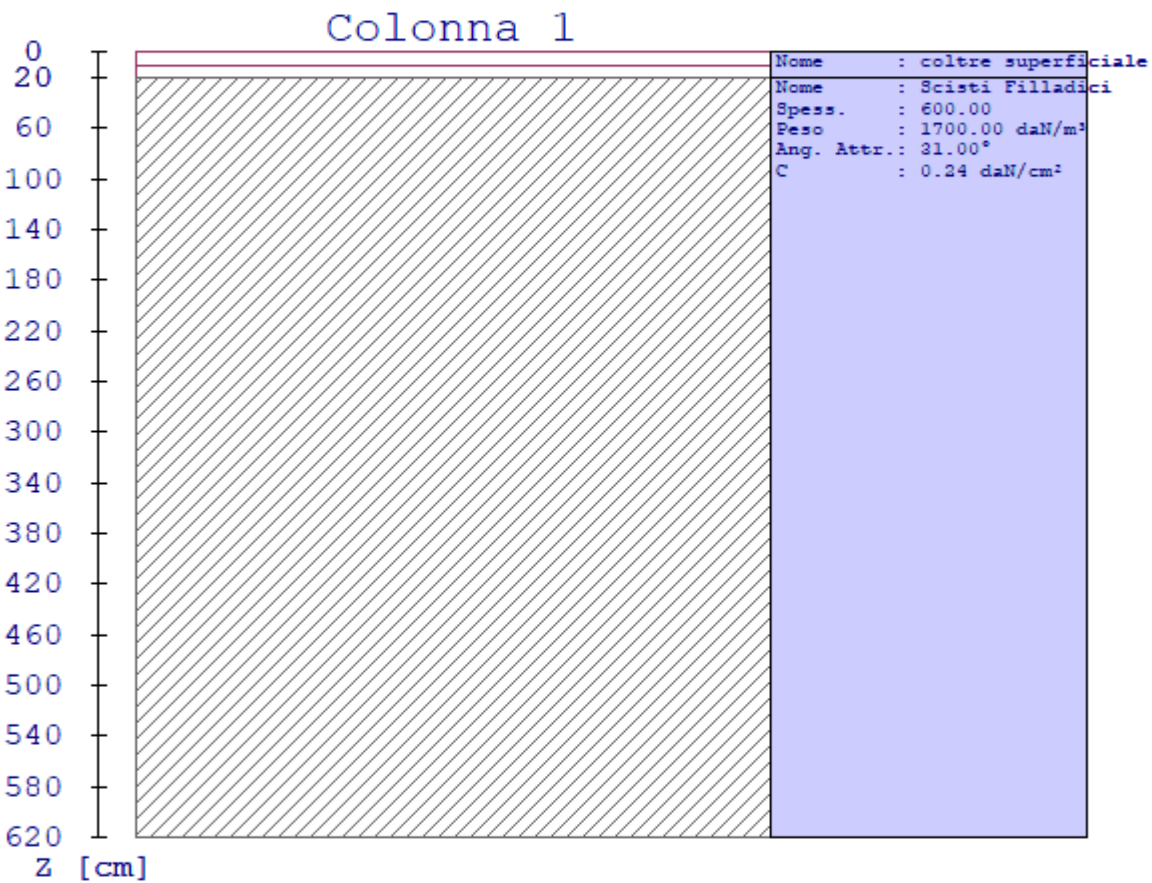 Colonna 1
0
20
60
100
140
180
220
260
300
340
380
420
460
500
540
580
620
Z [cm]
Nome : coltre superficiale
Nome : Scisti Filladici
Spess. : 600.00
Peso : 1700.00 daN/m³
Ang. Attr.: 31.00°
C : 0.24 daN/cm²